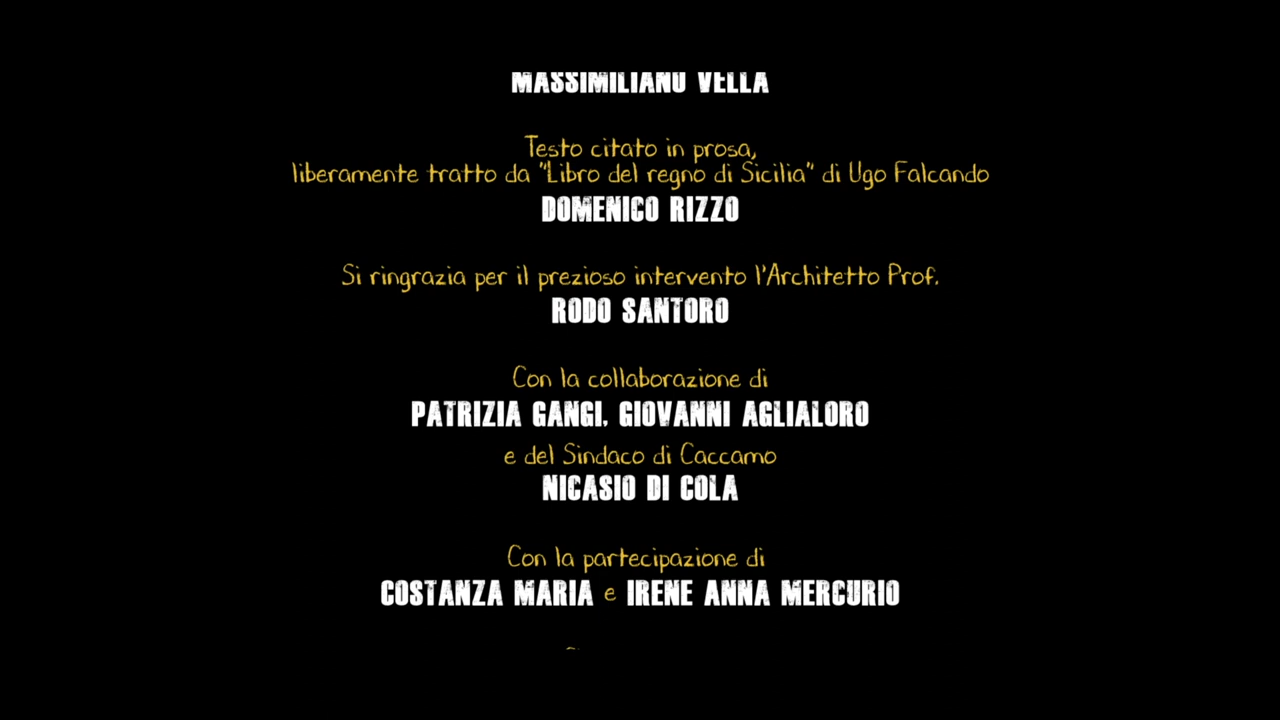 MASSIMILIANO VELLA
Testo citato in prosa,
liberamente tratto da "Libro del regno di Sicilia" di Ugo Falcando
DOMENICO RIZZO
Si ringrazia per il prezioso intervento l'Architetto Prof.
RODO SANTORO
Con la collaborazione di
PATRIZIA GANGI, GIOVANNI AGLIALORO
e del Sindaco di Caccamo
NICASIO DI COLA
Con la partecipazione di
COSTANZA MARIA e IRENE ANNA MERCURIO